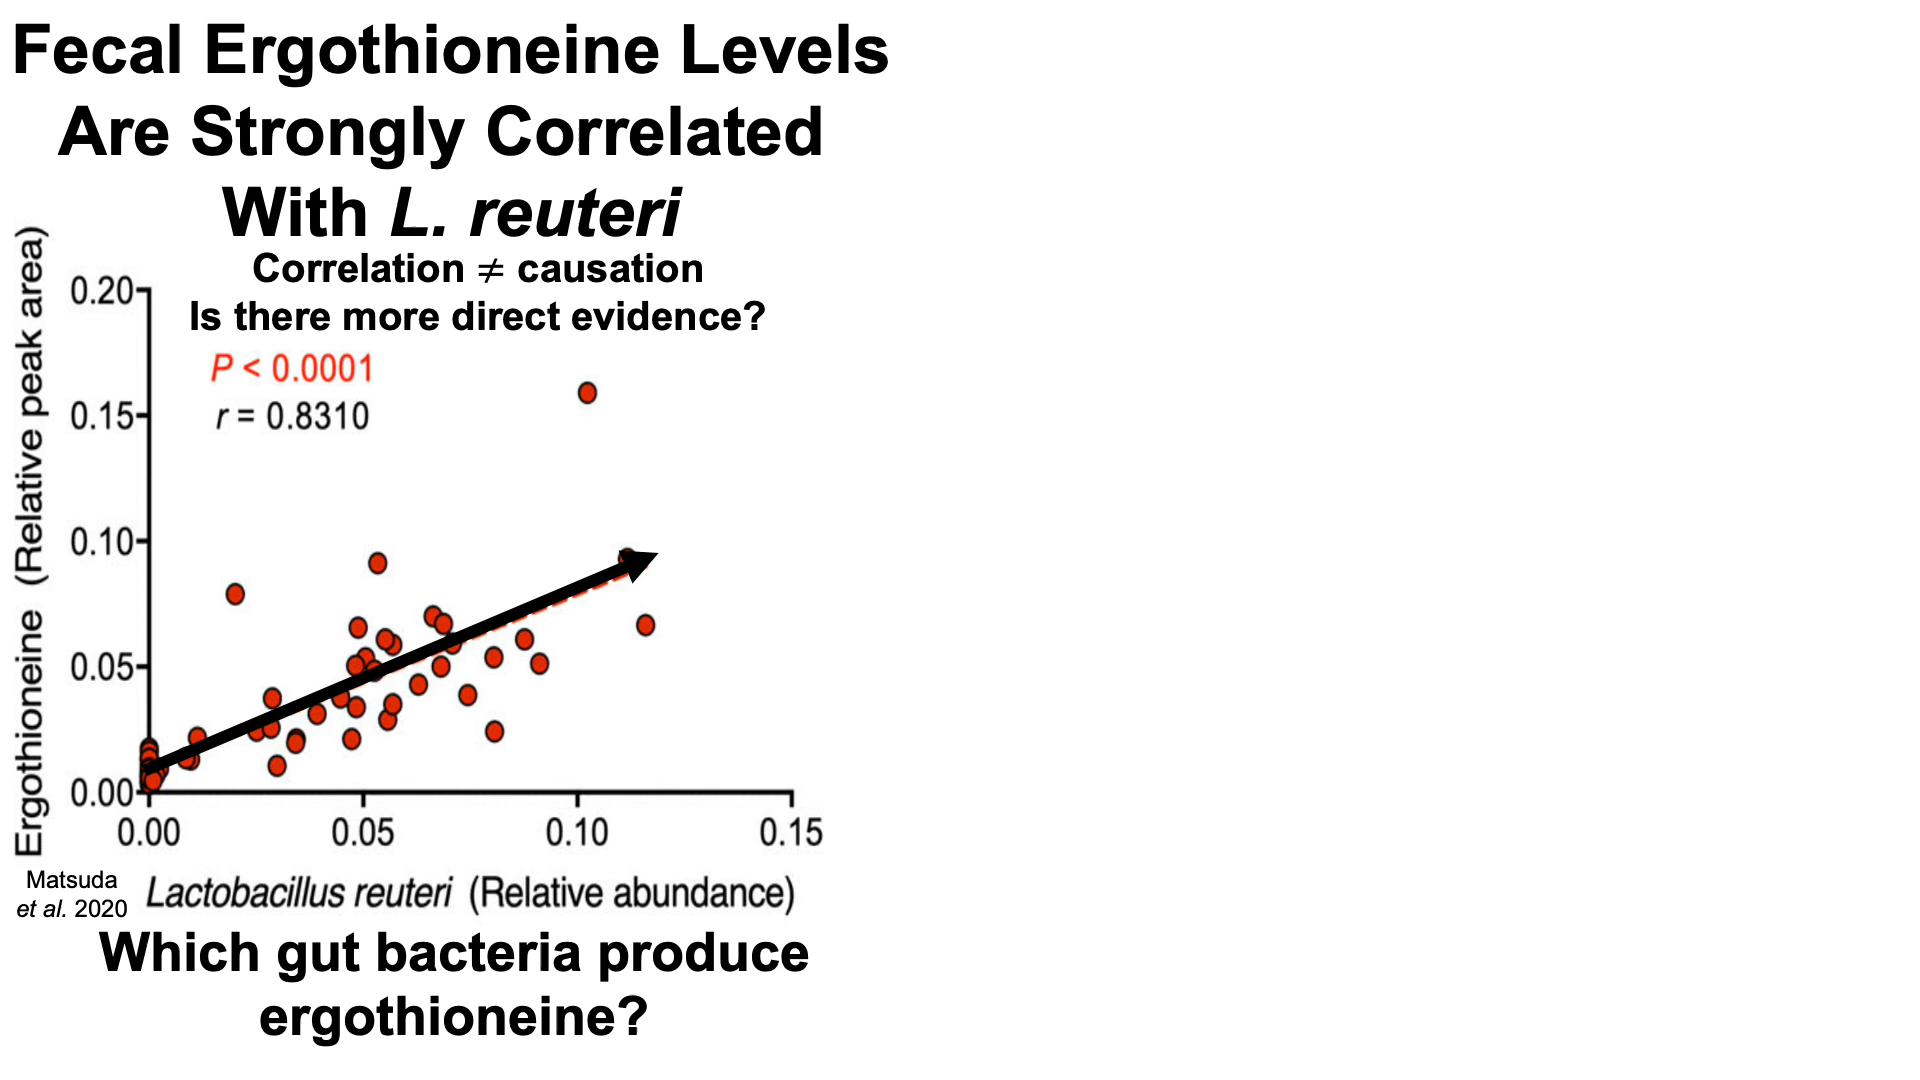 Fecal Ergothioneine Levels
Are Strongly Correlated
With L. reuteri
Correlation ≠ causation
Is there more direct evidence?
P < 0.0001
r = 0.8310
Ergothioneine (Relative peak area)
0.20
0.15
0.10
0.05
0.00
0.00 0.05 0.10 0.15
Lactobacillus reuteri (Relative abundance)
Matsuda
et al. 2020
Which gut bacteria produce
ergothioneine?